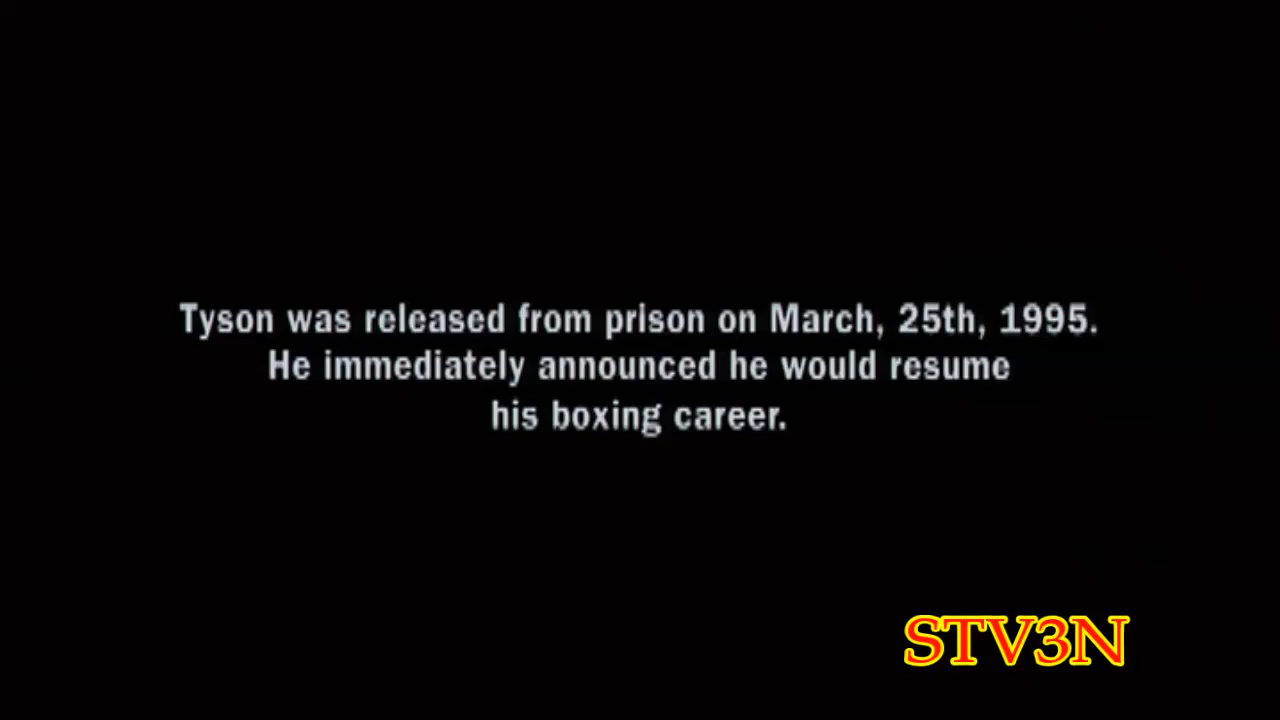 Tyson was released from prison on March, 25th, 1995.
He immediately announced he would resume
his boxing career.
STV3N